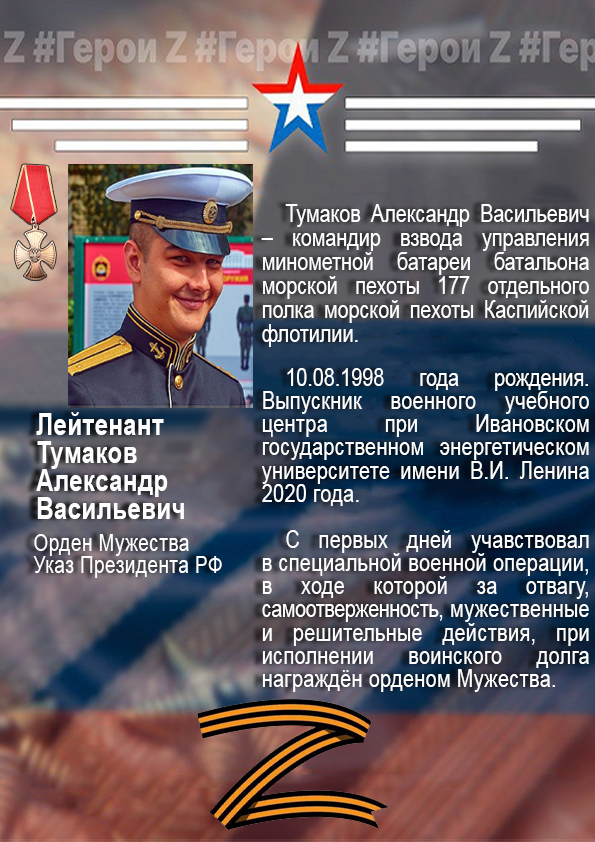 Z #Герои Z #Герои Z #Герои Z #Гер
Тумаков Александр Васильевич
– командир взвода управления
минометной батареи батальона
морской пехоты 177 отдельного
полка морской пехоты Каспийской
флотилии.
10.08.1998 года рождения.
Выпускник военного учебного
центра при Ивановском
государственном энергетическом
университете имени В.И. Ленина
2020 года.
С первых дней учавствовал
в специальной военной операции,
в ходе которой за отвагу,
самоотверженность, мужественные
и решительные действия, при
исполнении воинского долга
награждён орденом Мужества.
Лейтенант
Тумаков
Александр
Васильевич
Орден Мужества
Указ Президента РФ
Z